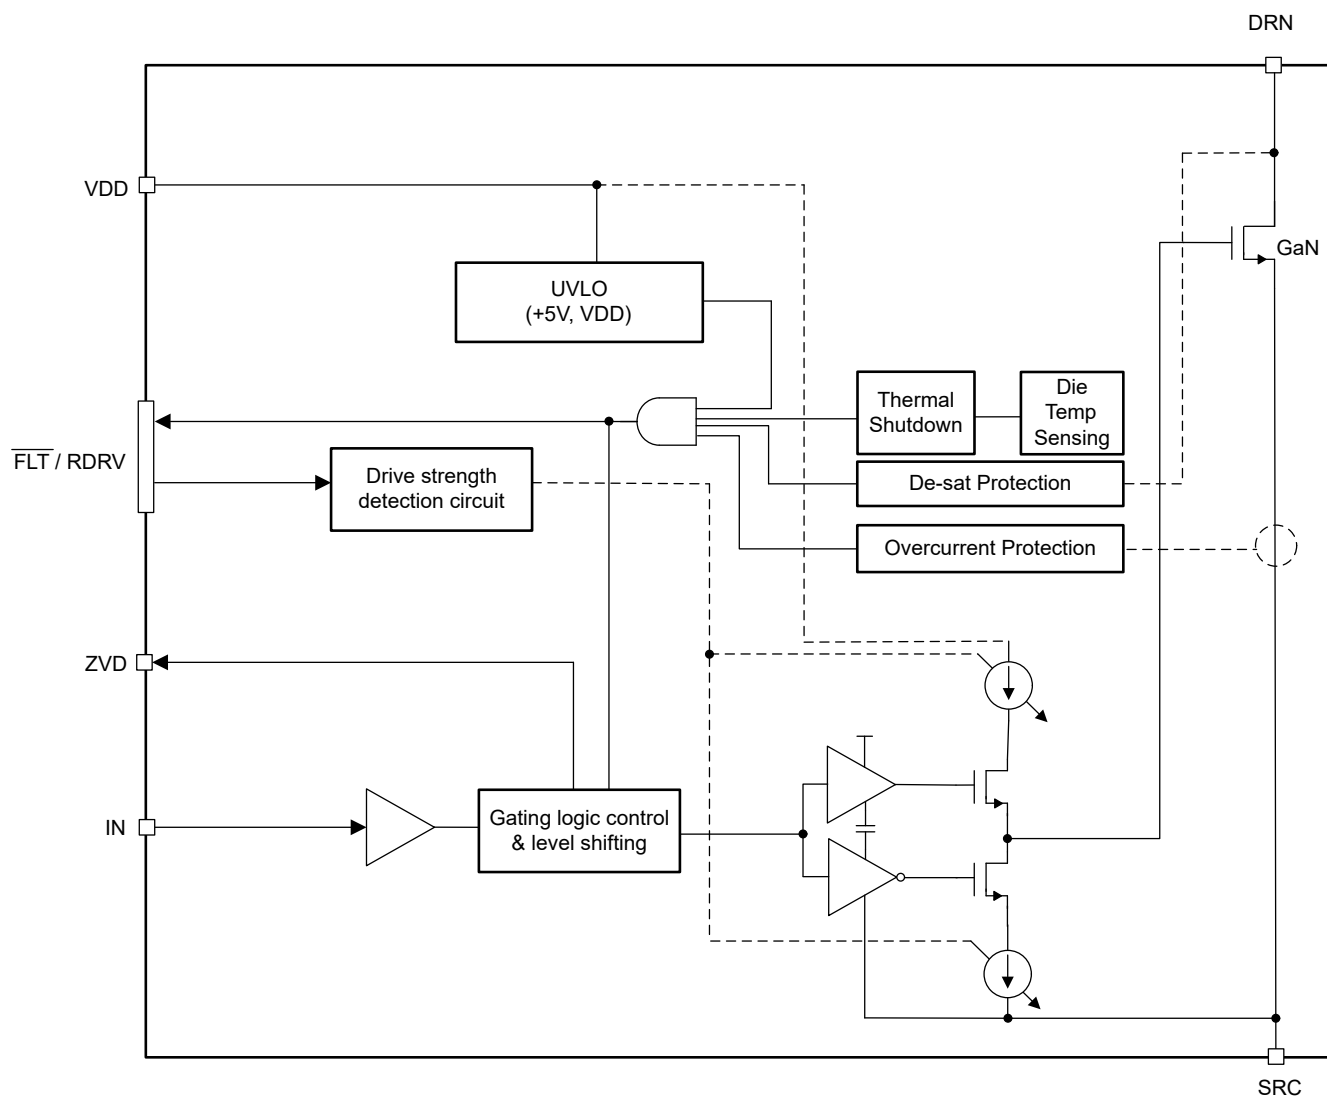 DRN
VDD
GaN
UVLO
(+5V, VDD)
Thermal
Shutdown
Die
Temp
Sensing
FLT / RDRV
Drive strength
detection circuit
De-sat Protection
Overcurrent Protection
ZVD
IN
Gating logic control
& level shifting
SRC